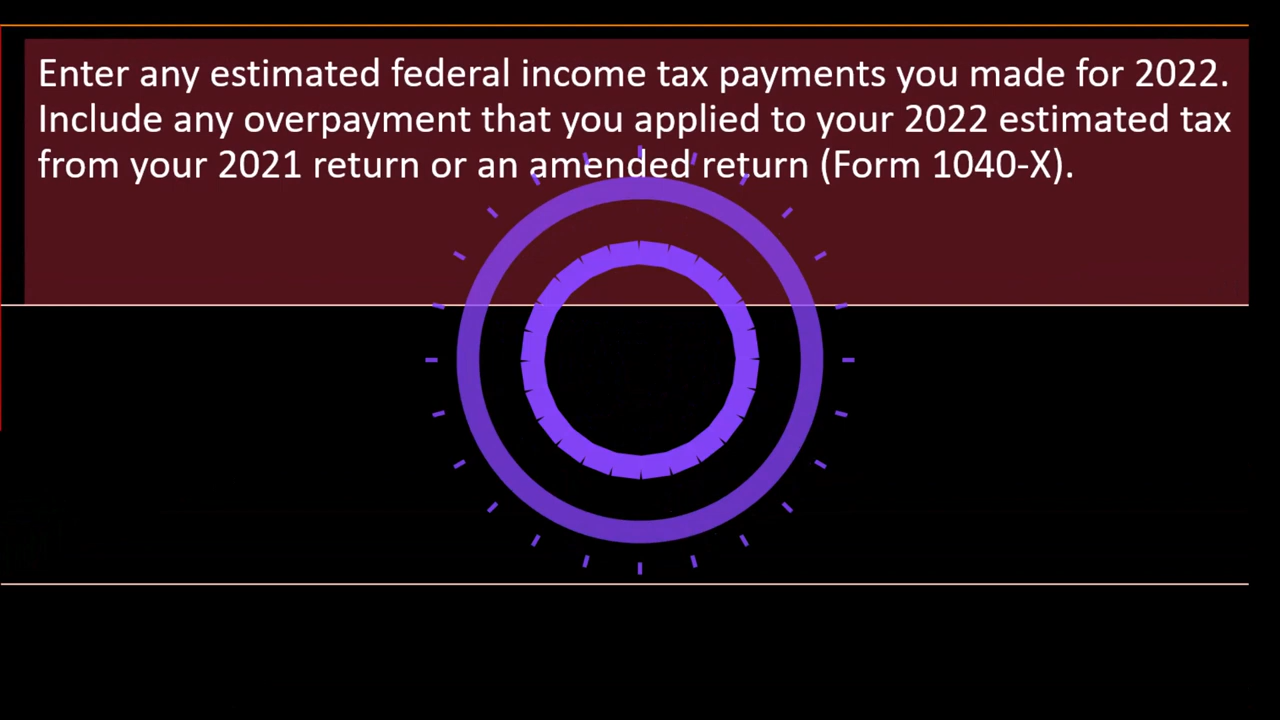 Enter any estimated federal income tax payments you made for 2022.
Include any overpayment that you applied to your 2022 estimated tax
from your 2021 return or an amended return (Form 1040-X).